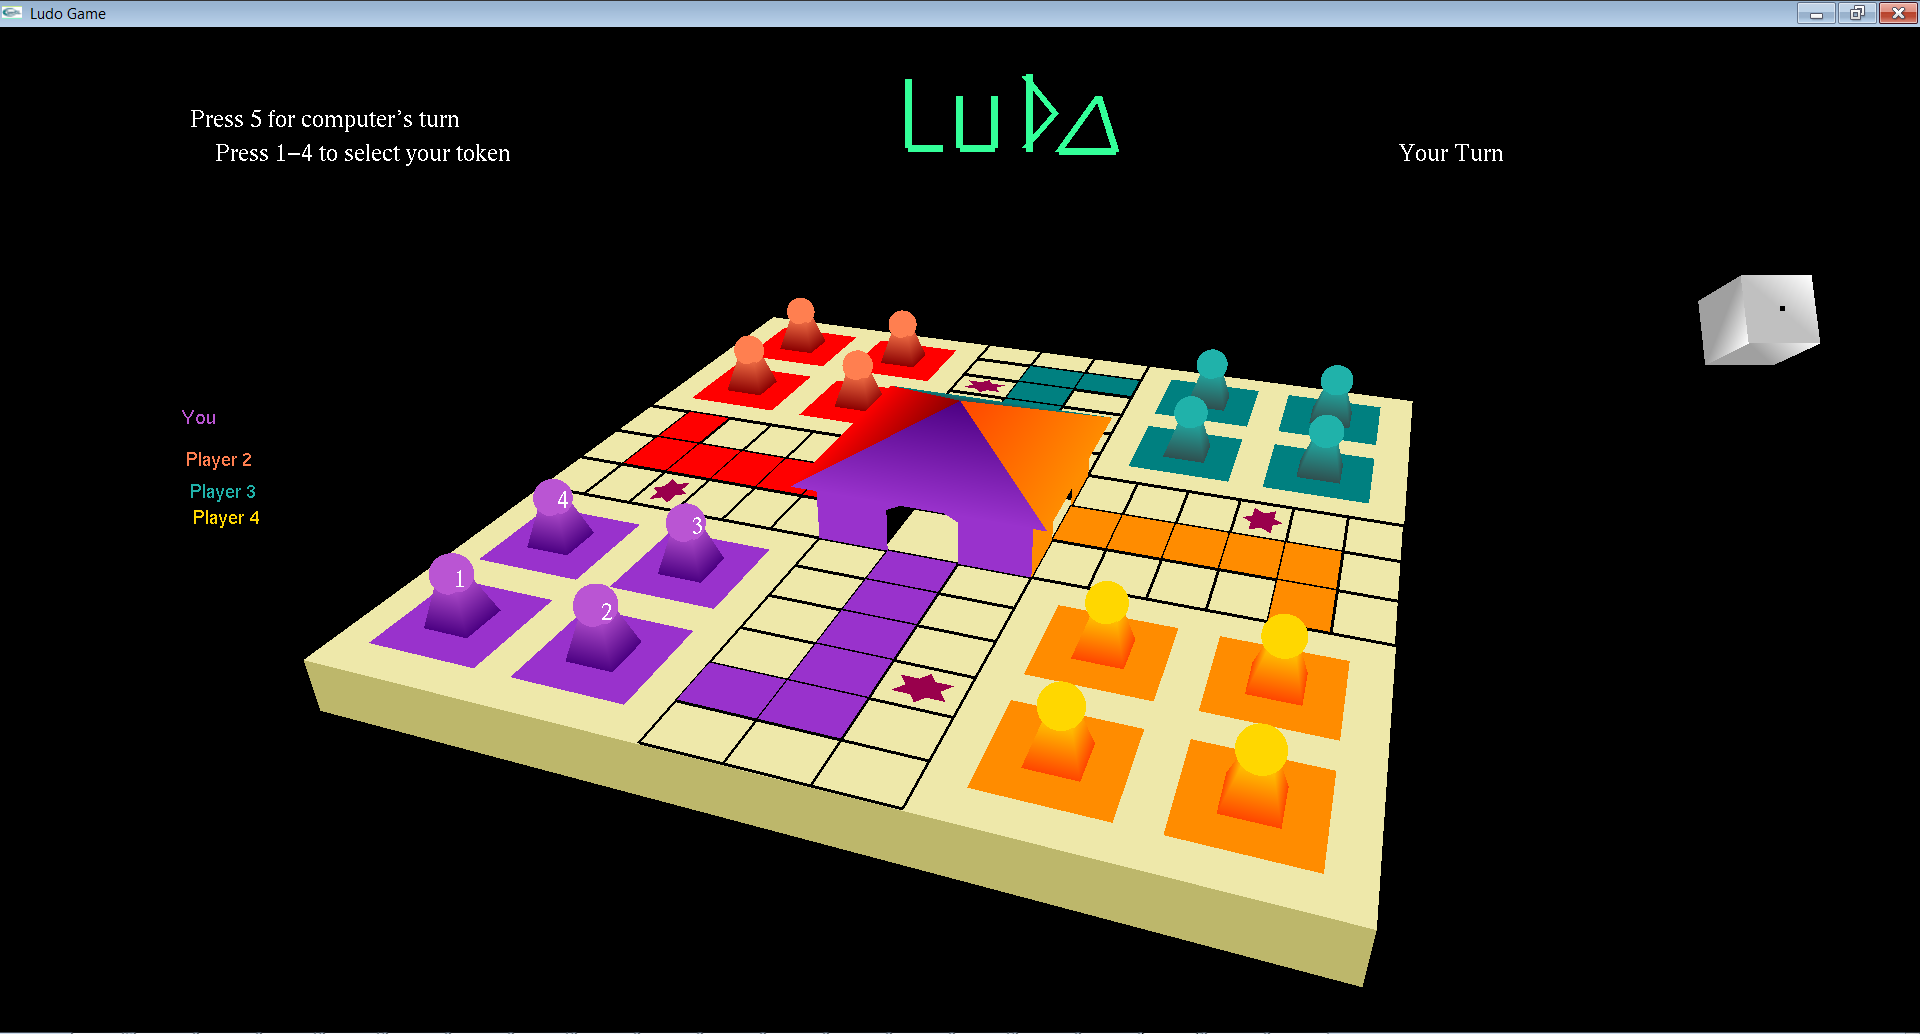 Ludo Game
LUDO
Press 5 for computer's turn
Press 1-4 to select your token
Your Turn
You
Player 2
Player 3
Player 4
4
3
1
2